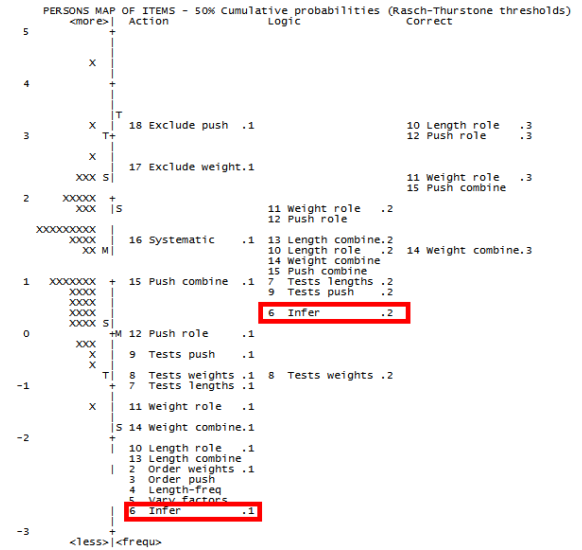 PERSONS MAP OF ITEMS - 50% Cumulative probabilities (Rasch-Thurstone thresholds)
<more>| Action Logic Correct
5 +
|
|
X |
|
4 +
|
|
|T
X | 18 Exclude push .1 10 Length role .3
3 T+ 12 Push role .3
|
X |
| 17 Exclude weight.1
XXX S| 11 Weight role .3
| 15 Push combine
2 XXXXX +
XXX |S 11 Weight role .2
| 12 Push role
XXXXXXXXX |
XXXX | 16 Systematic .1 13 Length combine.2
XX M| 10 Length role .2 14 Weight combine.3
| 14 Weight combine
| 15 Push combine
1 XXXXXXX + 15 Push combine .1 7 Tests lengths .2
XXXX | 9 Tests push .2
XXXX |
XXXX | 6 Infer .2
XXXX S|
0 +M 12 Push role .1
XXX |
X | 9 Tests push .1
X |
T| 8 Tests weights .1 8 Tests weights .2
-1 + 7 Tests lengths .1
|
X | 11 Weight role .1
|
|S 14 Weight combine.1
-2 +
| 10 Length role .1
13 Length combine
| 2 Order weights .1
3 Order push
4 Length-freq
5 Vary factors
| 6 Infer .1
|
-3 +
<less>|<frequ>